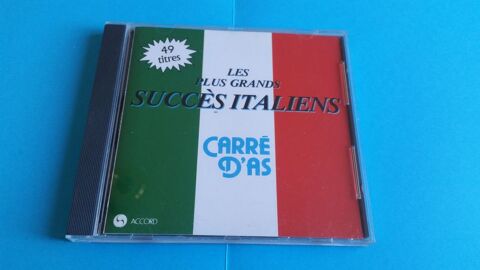 49
titres
LES
PLUS GRANDS
SUCCÈS ITALIENS
CARRÉ
D'AS
ACCORD